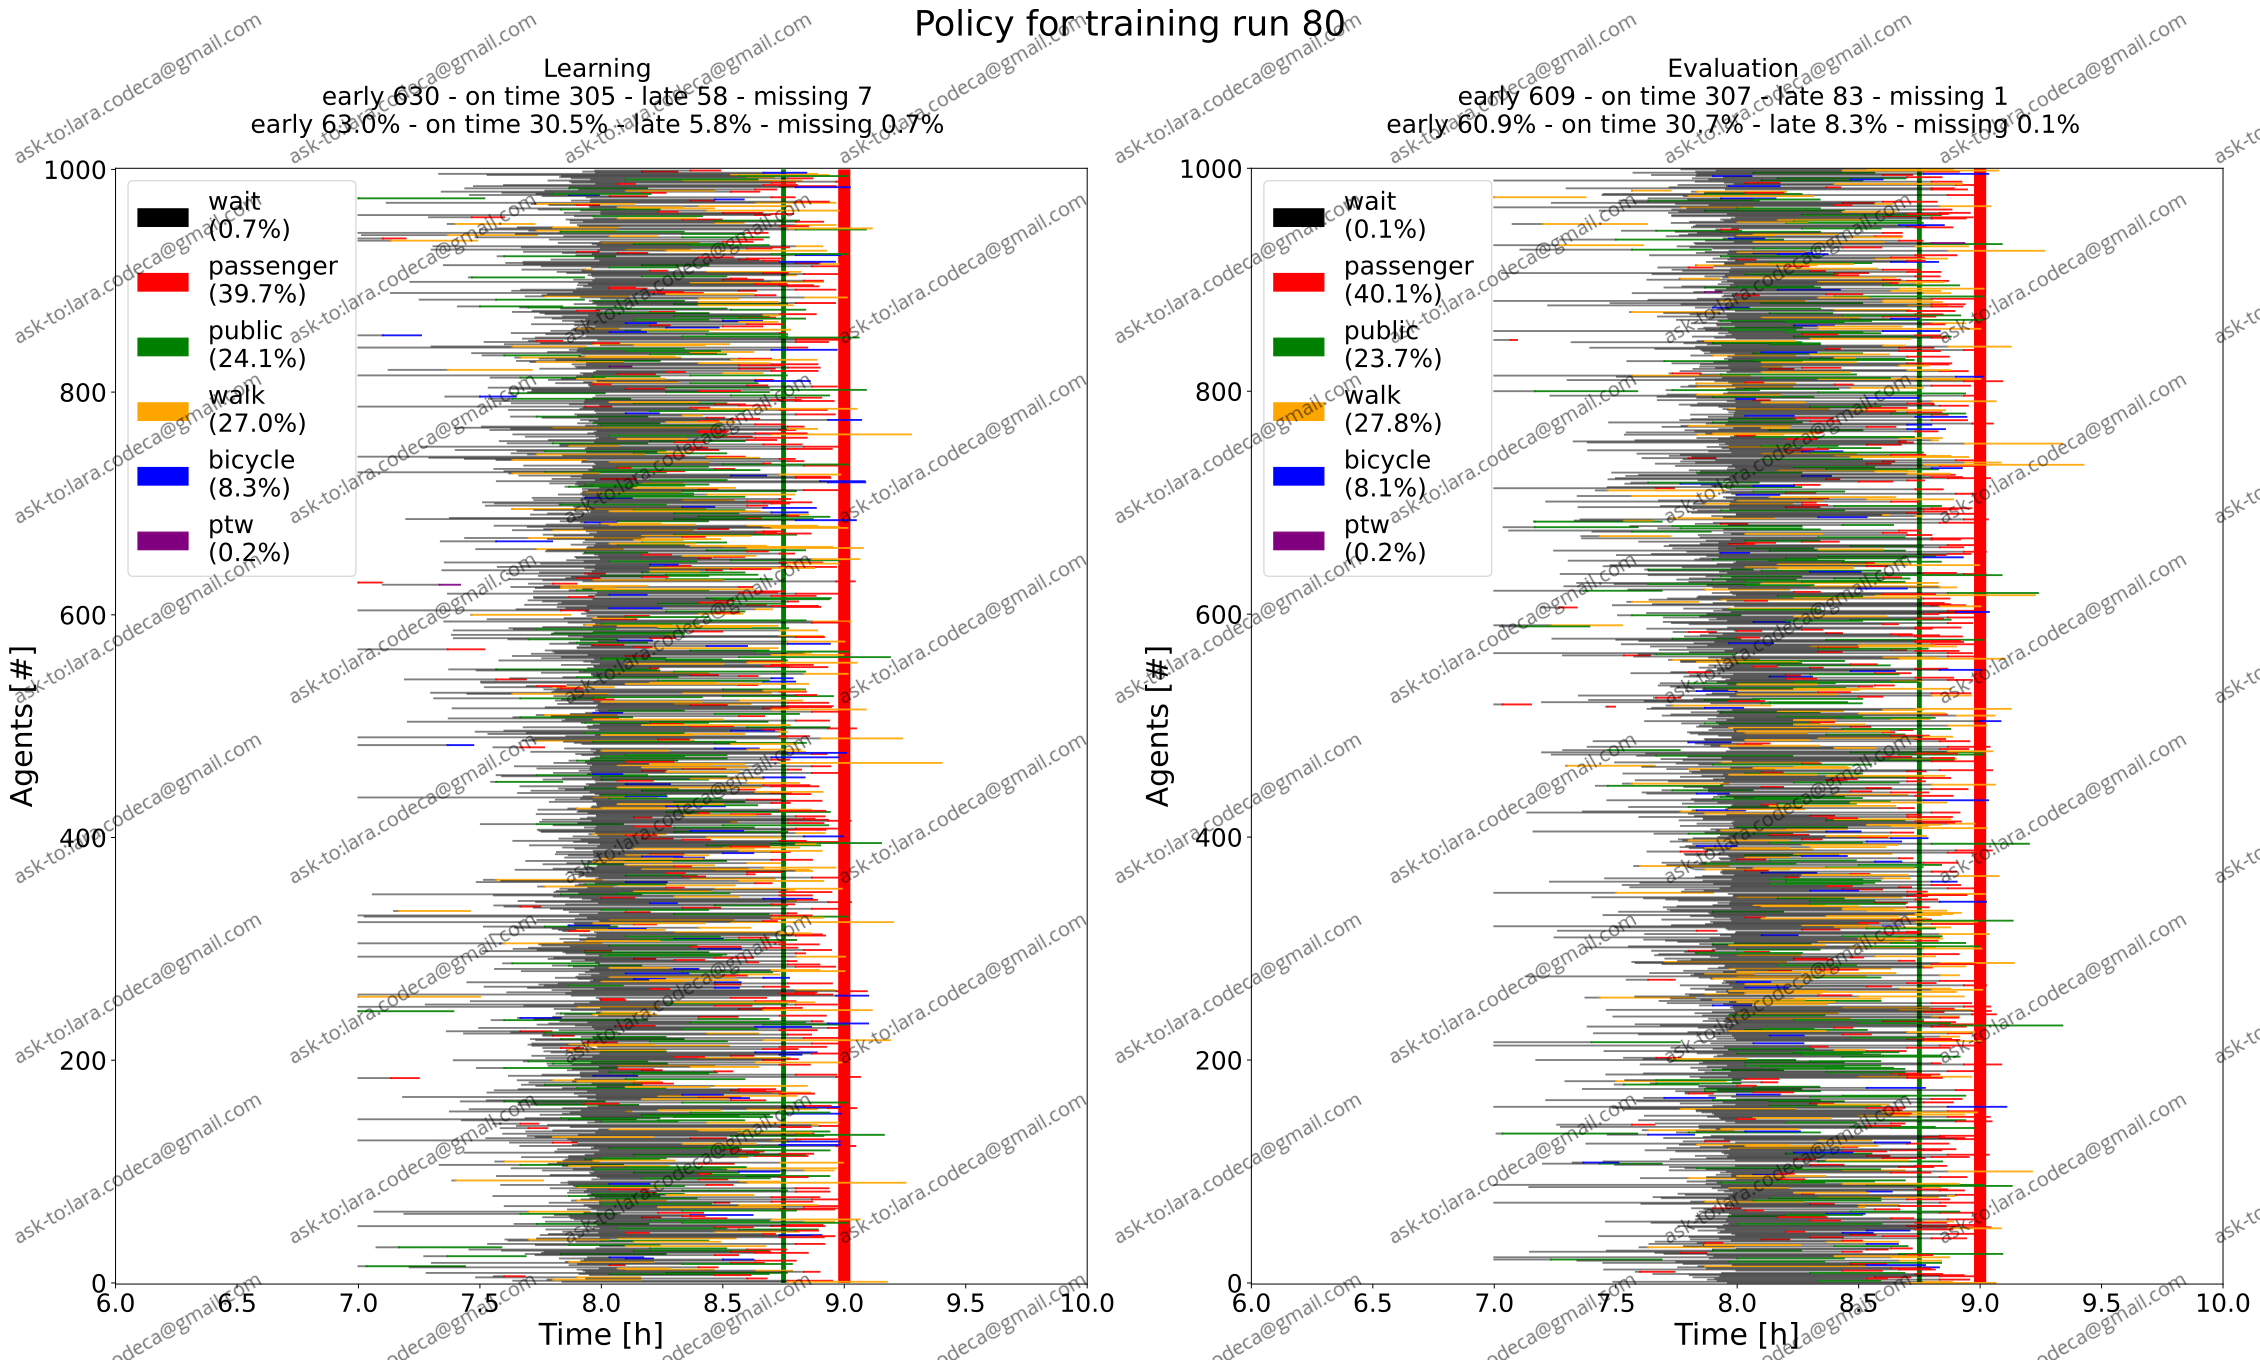 Policy for training run 80
Learning
early 630 - on time 305 - late 58 - missing 7
early 63.0% - on time 30.5% - late 5.8% - missing 0.7%
1000
800
600
400
200
0
Agents [#]
wait
(0.7%)
passenger
(39.7%)
public
(24.1%)
walk
(27.0%)
bicycle
(8.3%)
ptw
(0.2%)
6.0 6.5 7.0 7.5 8.0 8.5 9.0 9.5 10.0
Time [h]
Evaluation
early 609 - on time 307 - late 83 - missing 1
early 60.9% - on time 30.7% - late 8.3% - missing 0.1%
1000
800
600
400
200
0
Agents [#]
wait
(0.1%)
passenger
(40.1%)
public
(23.7%)
walk
(27.8%)
bicycle
(8.1%)
ptw
(0.2%)
6.0 6.5 7.0 7.5 8.0 8.5 9.0 9.5 10.0
Time [h]
ask-to:lara.codeca@gmail.com